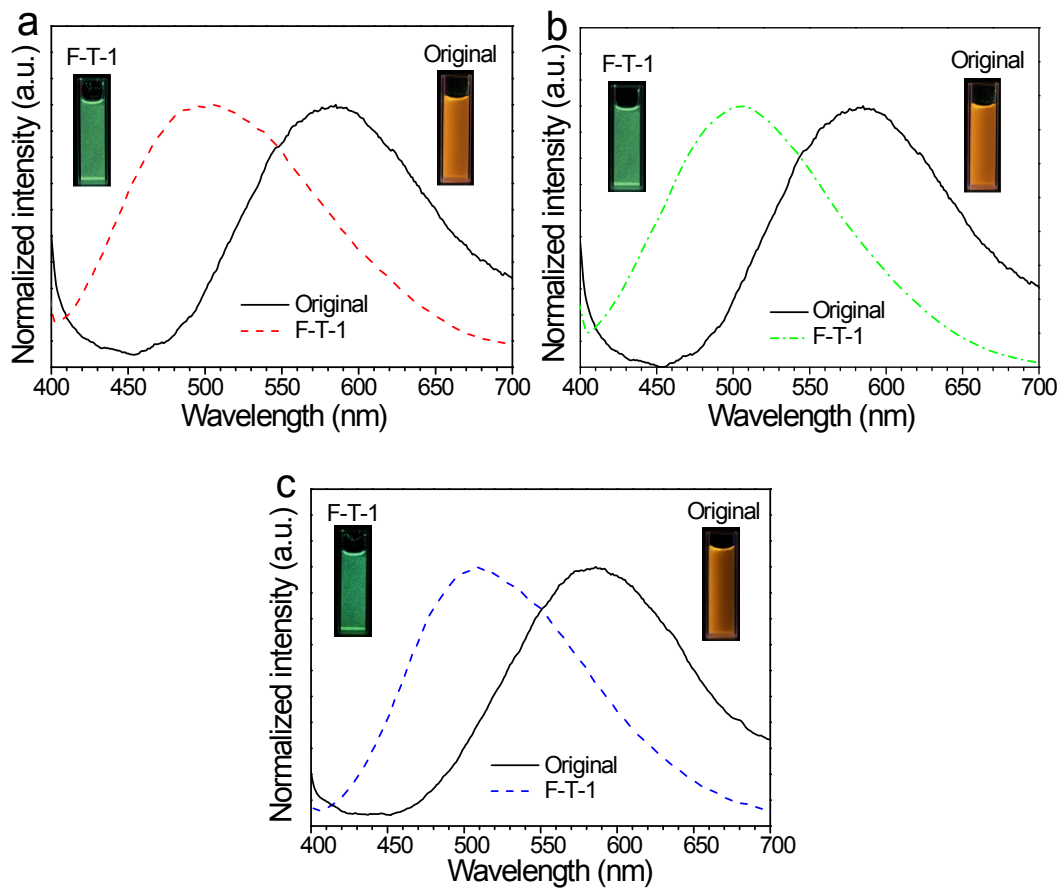 a
F-T-1
Original
Normalized intensity (a.u.)
Original
F-T-1
400 450 500 550 600 650 700
Wavelength (nm)
b
F-T-1
Original
Normalized intensity (a.u.)
Original
F-T-1
400 450 500 550 600 650 700
Wavelength (nm)
c
F-T-1
Original
Normalized intensity (a.u.)
Original
F-T-1
400 450 500 550 600 650 700
Wavelength (nm)